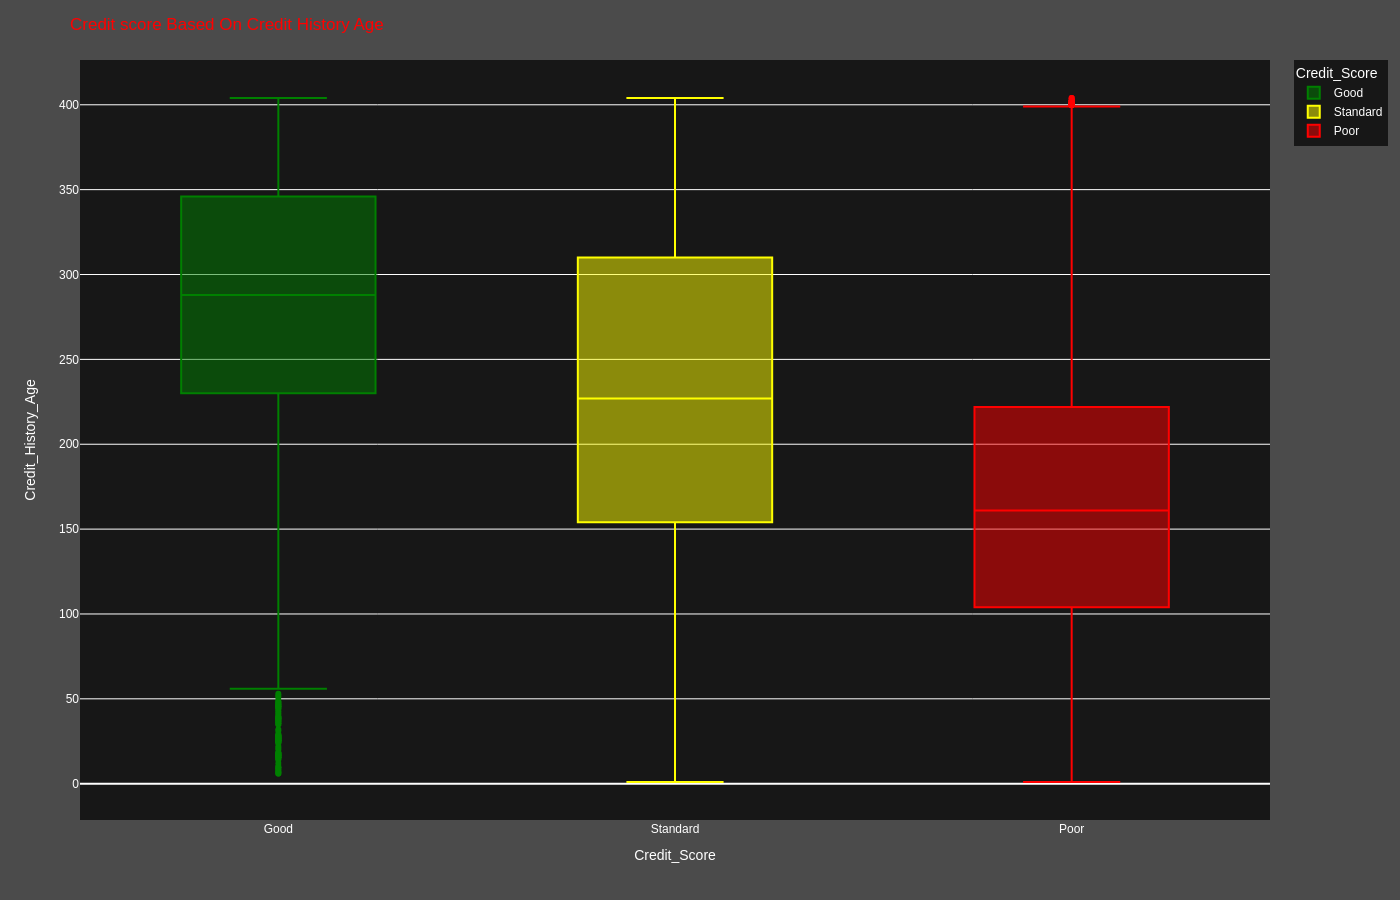 Credit score Based On Credit History Age
Credit_Score
Good
Standard
Poor
400
350
300
250
200
150
100
50
0
Credit_History_Age
Good
Standard
Poor
Credit_Score